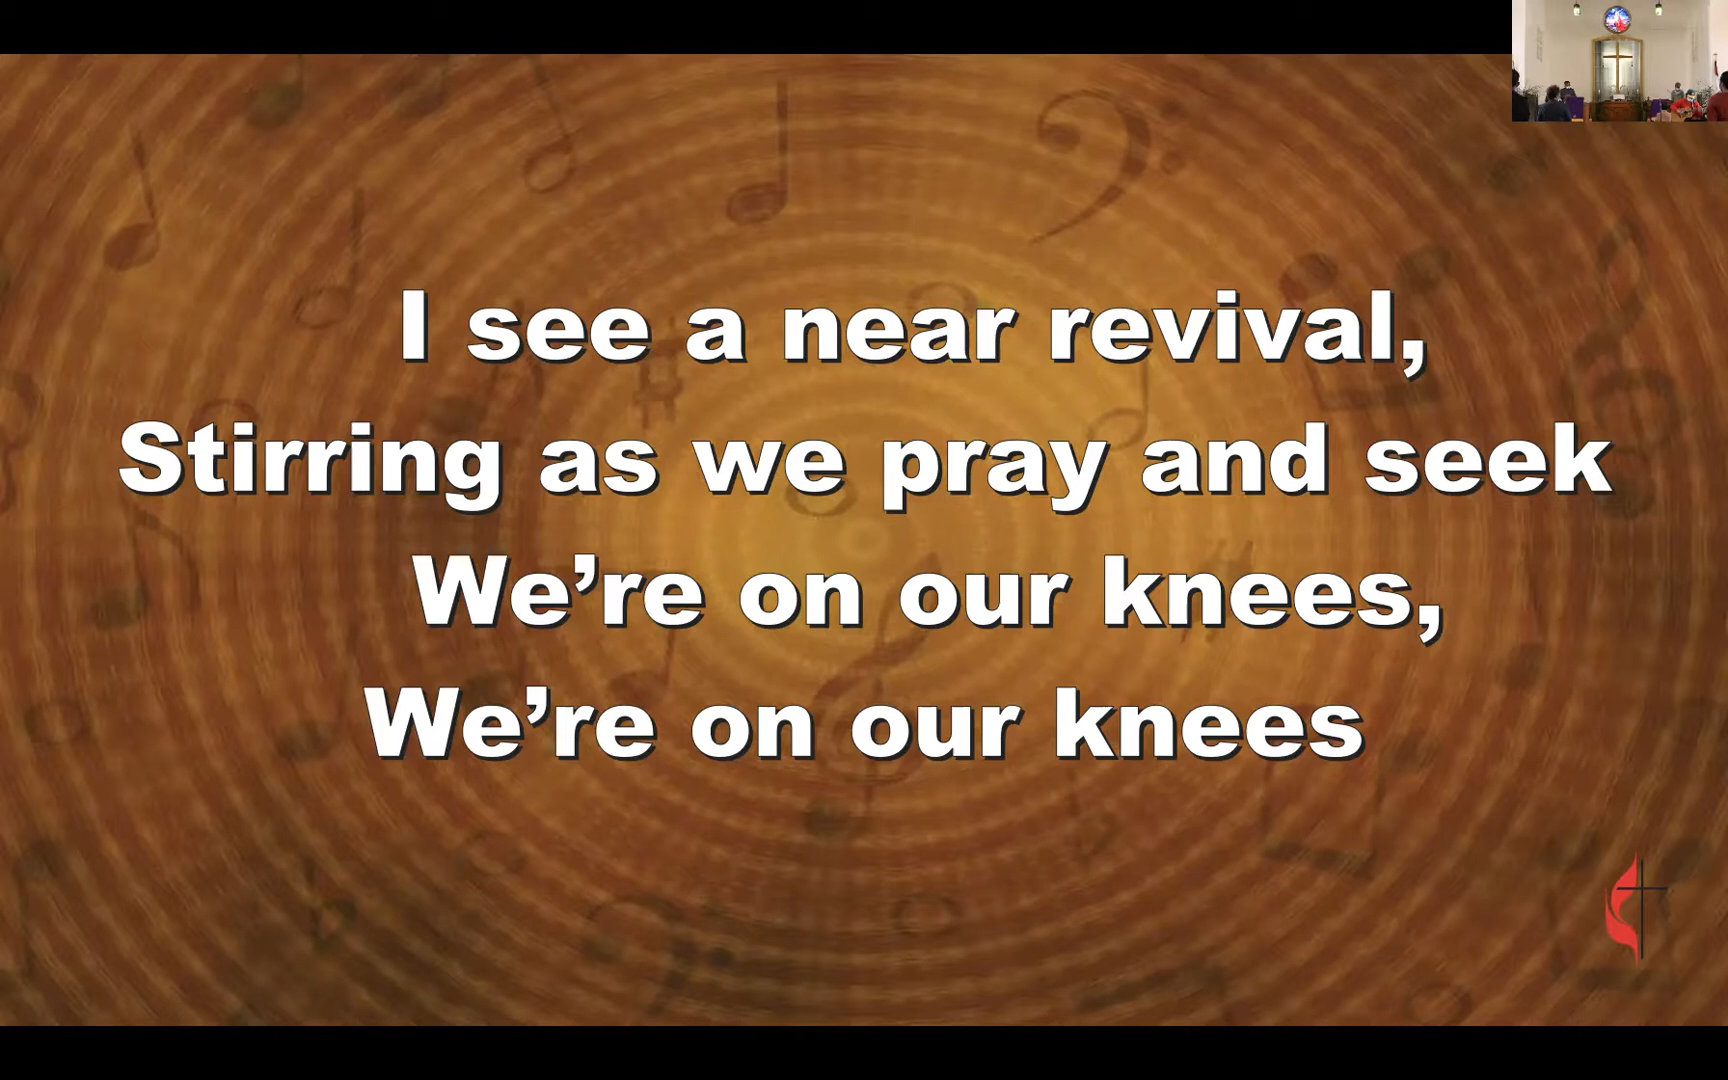 I see a near revival,
Stirring as we pray and seek
We’re on our knees,
We’re on our knees